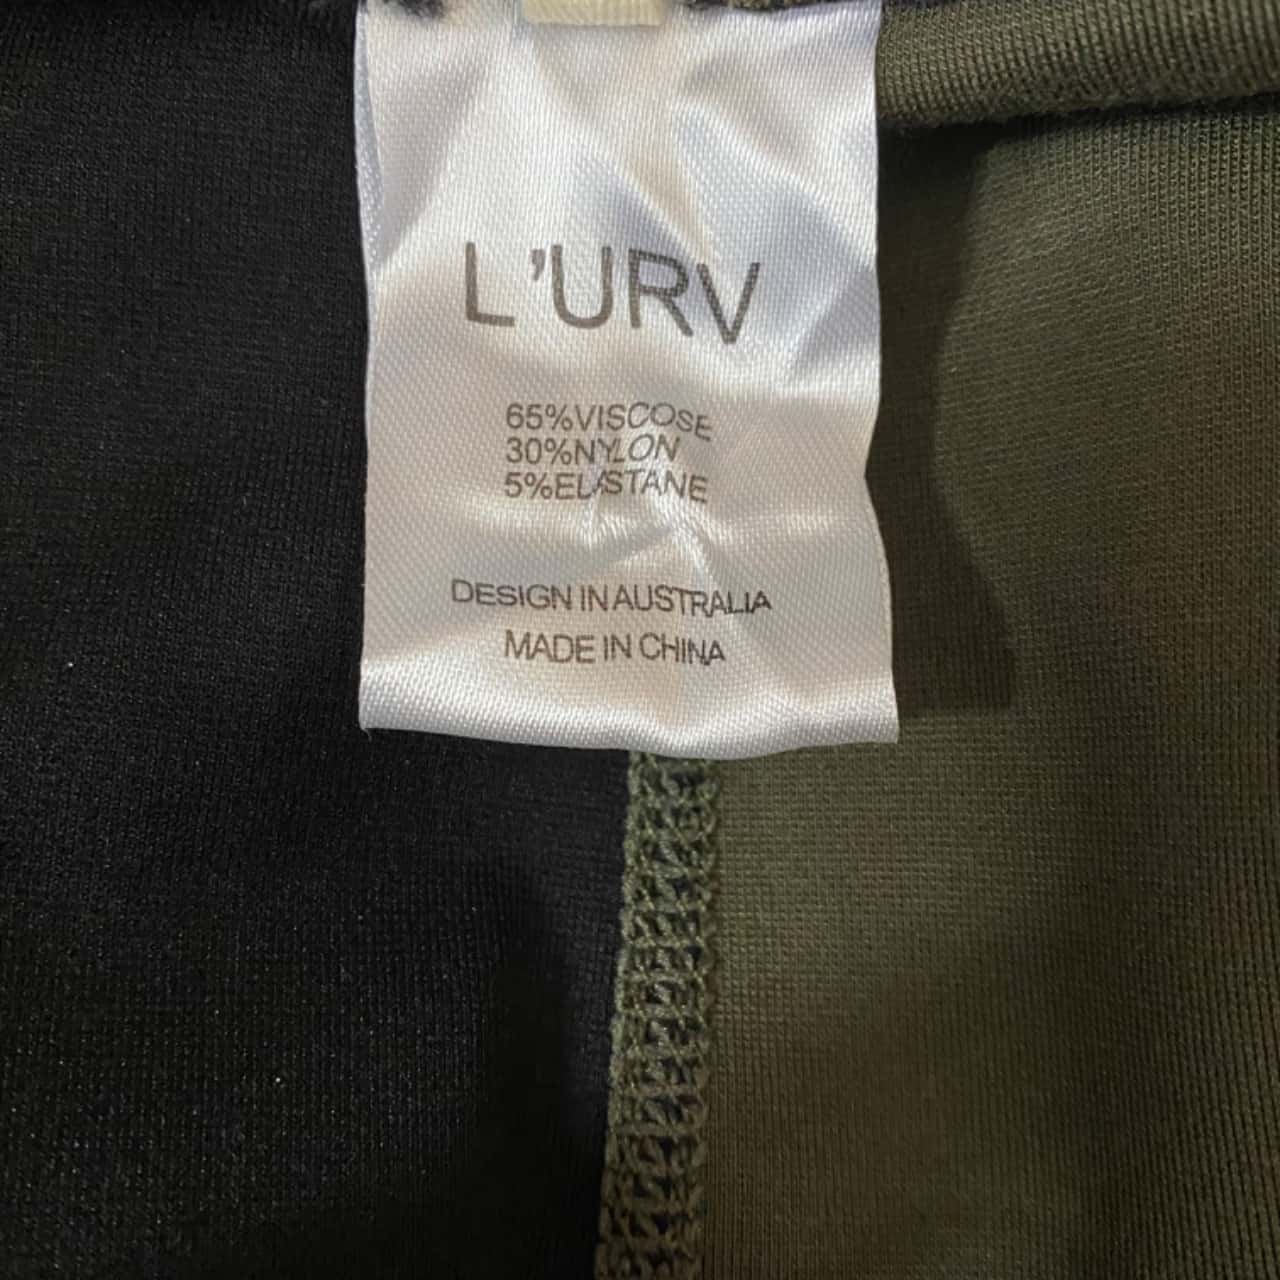 L'URV
65%VISCOSE
30%NYLON
5%ELASTANE
DESIGN IN AUSTRALIA
MADE IN CHINA